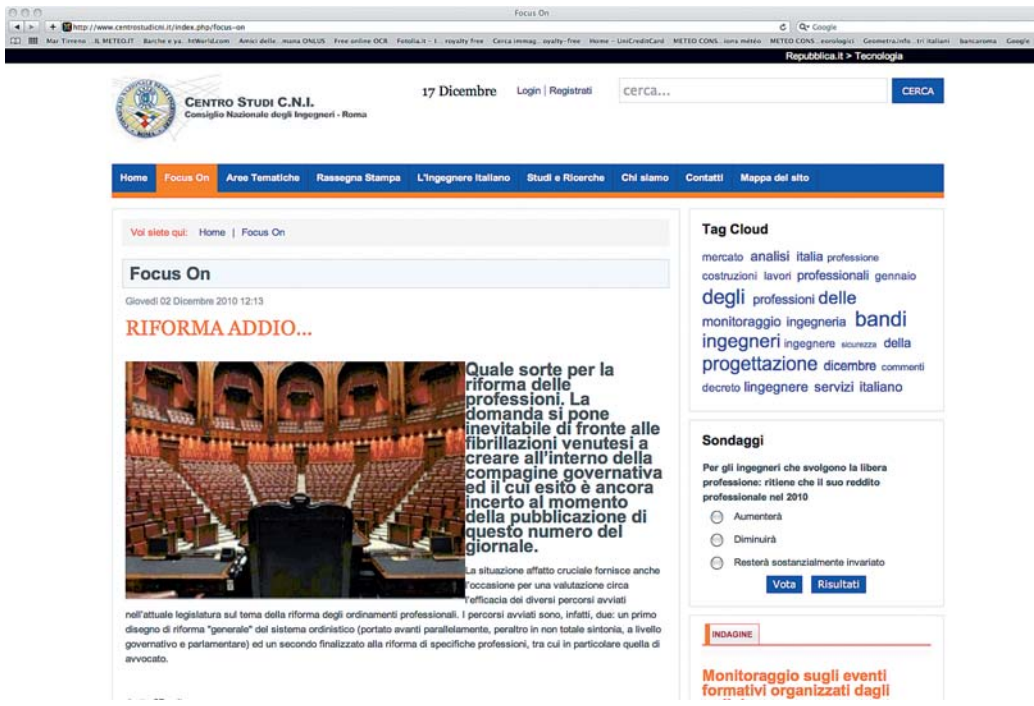 Focus On
http://www.centrostudicni.it/index.php/focus-on
Google
Repubblica.it > Tecnologia
CENTRO STUDI C.N.I.
Consiglio Nazionale degli Ingegneri - Roma
17 Dicembre
Login | Registrati
cerca...
CERCA
Home Focus On Aree Tematiche Rassegna Stampa L'Ingegnere Italiano Studi e Ricerche Chi siamo Contatti Mappa del sito
Voi siete qui: Home | Focus On
Focus On
Giovedì 02 Dicembre 2010 12:13
RIFORMA ADDIO...
Quale sorte per la
riforma delle
professioni. La
domanda si pone
inevitabile di fronte alle
fibrillazioni venutesi a
creare all'interno della
compagine governativa
ed il cui esito è ancora
incerto al momento
della pubblicazione di
questo numero del
giornale.
La situazione affatto cruciale fornisce anche
l'occasione per una valutazione circa
l'efficacia dei diversi percorsi avviati
nell'attuale legislatura sul tema della riforma degli ordinamenti professionali. I percorsi avviati sono, infatti, due: un primo
disegno di riforma "generale" del sistema ordinistico (portato avanti parallelamente, peraltro in non totale sintonia, a livello
governativo e parlamentare) ed un secondo finalizzato alla riforma di specifiche professioni, tra cui in particolare quella di
avvocato.
Tag Cloud
mercato analisi italia professione
costruzioni lavori professionali gennaio
degli professioni delle
monitoraggio ingegneria bandi
ingegneri ingegnere sicurezza della
progettazione dicembre commenti
decreto lingegnere servizi italiano
Sondaggi
Per gli ingegneri che svolgono la libera
professione: ritiene che il suo reddito
professionale nel 2010
Aumenterà
Diminuirà
Resterà sostanzialmente invariato
Vota Risultati
INDAGINE
Monitoraggio sugli eventi
formativi organizzati dagli